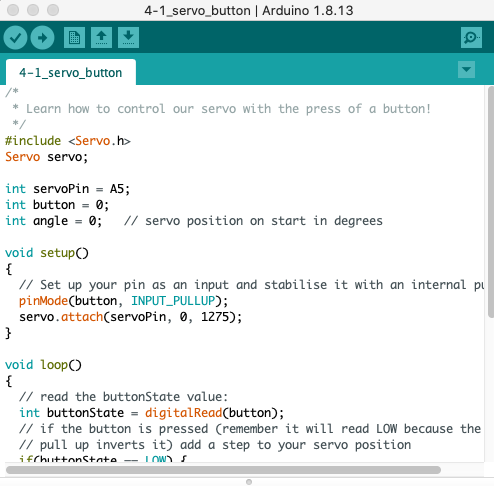 4-1_servo_button | Arduino 1.8.13
4-1_servo_button
/*
 * Learn how to control our servo with the press of a button!
 */
#include <Servo.h>
Servo servo;

int servoPin = A5;
int button = 0;
int angle = 0;   // servo position on start in degrees

void setup()
{
  // Set up your pin as an input and stabilise it with an internal pu
  pinMode(button, INPUT_PULLUP);
  servo.attach(servoPin, 0, 1275);
}

void loop()
{
  // read the buttonState value:
  int buttonState = digitalRead(button);
  // if the button is pressed (remember it will read LOW because the
  // pull up inverts it) add a step to your servo position
  if(buttonState == LOW) {